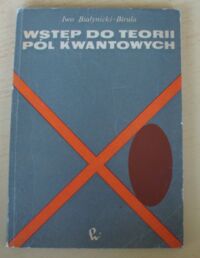 Iwo Białynicki-Birula
WSTĘP DO TEORII
PÓL KWANTOWYCH